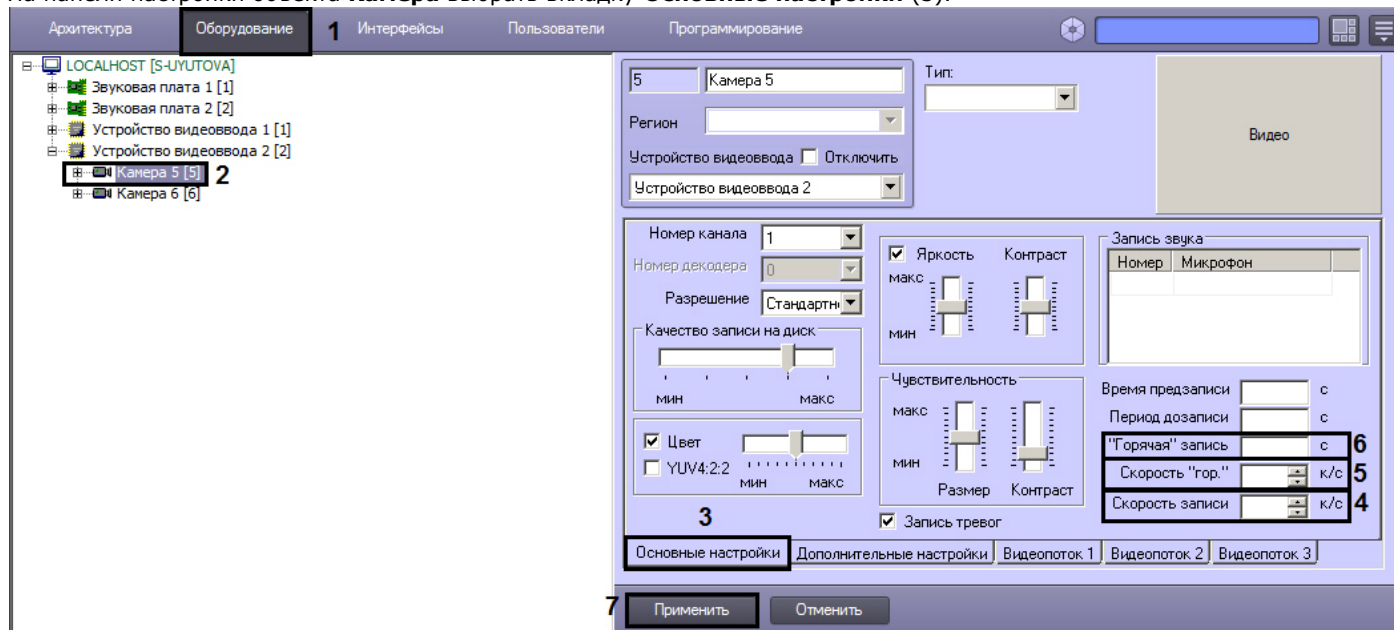 На панели настройки объекта Камера выбрать вкладку Основные настройки (3).
Архитектура Оборудование 1 Интерфейсы Пользователи Программирование
LOCALHOST [S-UYUTOVA]
Звуковая плата 1 [1]
Звуковая плата 2 [2]
Устройство видеоввода 1 [1]
Устройство видеоввода 2 [2]
Камера 5 [5] 2
Камера 6 [6]
5 Камера 5
Регион
Устройство видеоввода Отключить
Устройство видеоввода 2
Тип:
Видео
Номер канала 1
Номер декодера 0
Разрешение Стандартн
Качество записи на диск
мин макс
Цвет
YUV4:2:2
мин макс
Яркость Контраст
макс
мин
Чувствительность
макс
мин
Размер Контраст
Запись тревог
Запись звука
Номер Микрофон
Время предзаписи с
Период дозаписи с
"Горячая" запись с 6
Скорость "гор." к/с 5
Скорость записи к/с 4
3
Основные настройки Дополнительные настройки Видеопоток 1 Видеопоток 2 Видеопоток 3
7 Применить Отменить